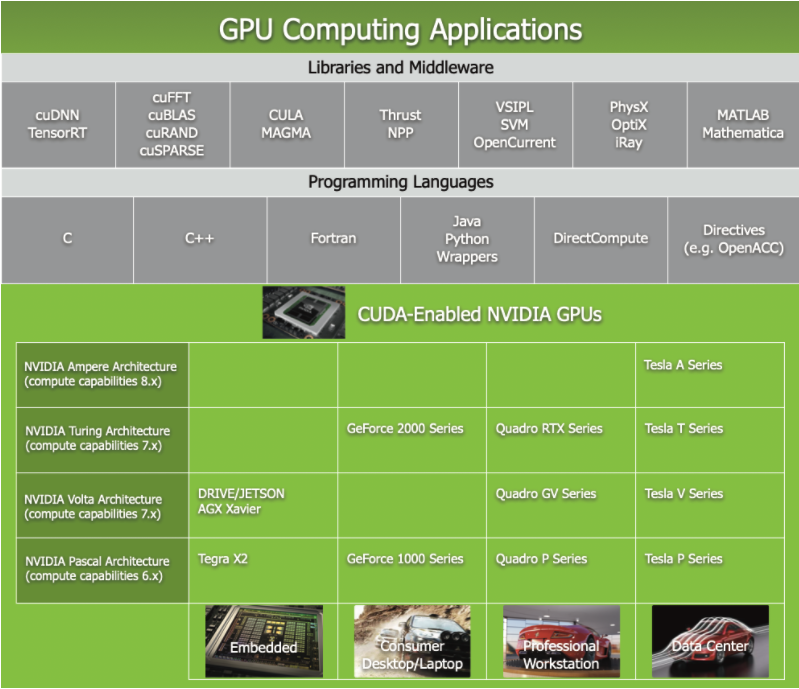 GPU Computing Applications
Libraries and Middleware
cuDNN
TensorRT
cuFFT
cuBLAS
cuRAND
cuSPARSE
CULA
MAGMA
Thrust
NPP
VSIPL
SVM
OpenCurrent
PhysX
OptiX
iRay
MATLAB
Mathematica
Programming Languages
C
C++
Fortran
Java
Python
Wrappers
DirectCompute
Directives
(e.g. OpenACC)
CUDA-Enabled NVIDIA GPUs
NVIDIA Ampere Architecture
(compute capabilities 8.x)
Tesla A Series
NVIDIA Turing Architecture
(compute capabilities 7.x)
GeForce 2000 Series
Quadro RTX Series
Tesla T Series
NVIDIA Volta Architecture
(compute capabilities 7.x)
DRIVE/JETSON
AGX Xavier
Quadro GV Series
Tesla V Series
NVIDIA Pascal Architecture
(compute capabilities 6.x)
Tegra X2
GeForce 1000 Series
Quadro P Series
Tesla P Series
Embedded
Consumer
Desktop/Laptop
Professional
Workstation
Data Center